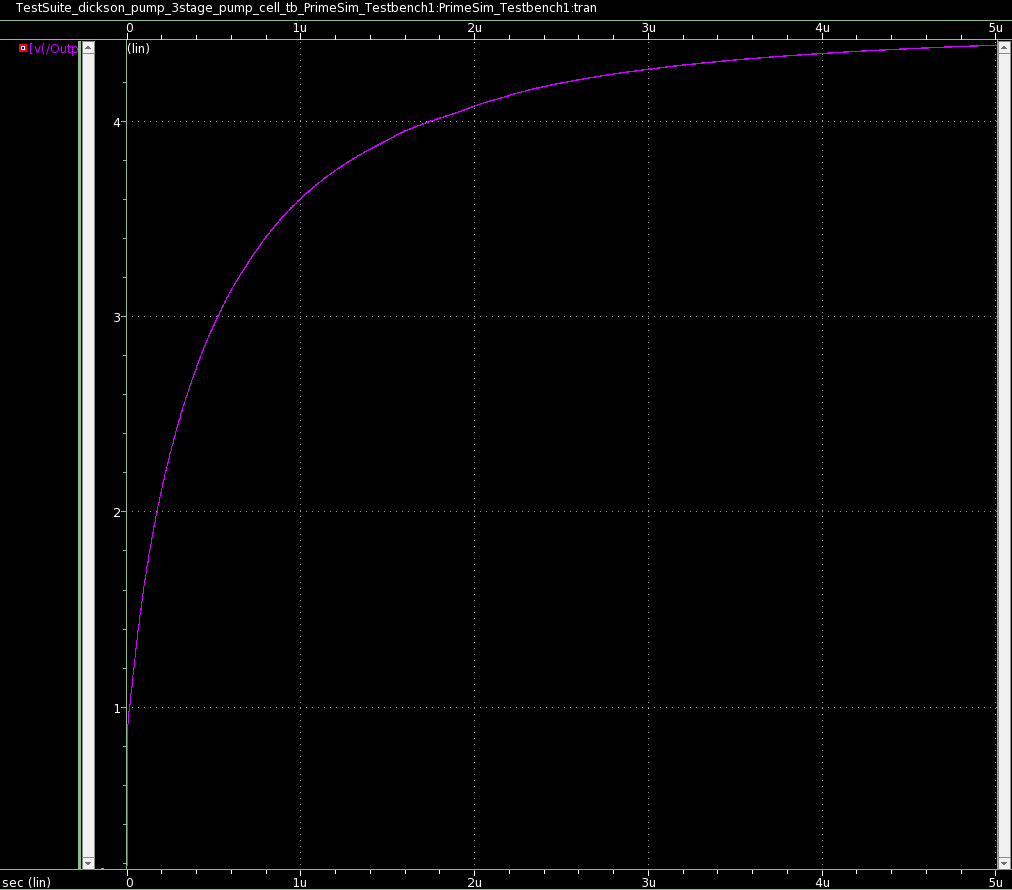 TestSuite_dickson_pump_3stage_pump_cell_tb_PrimeSim_Testbench1:PrimeSim_Testbench1:tran
0 1u 2u 3u 4u 5u
[v(/Outp (lin)
4
3
2
1
sec (lin) 0 1u 2u 3u 4u 5u